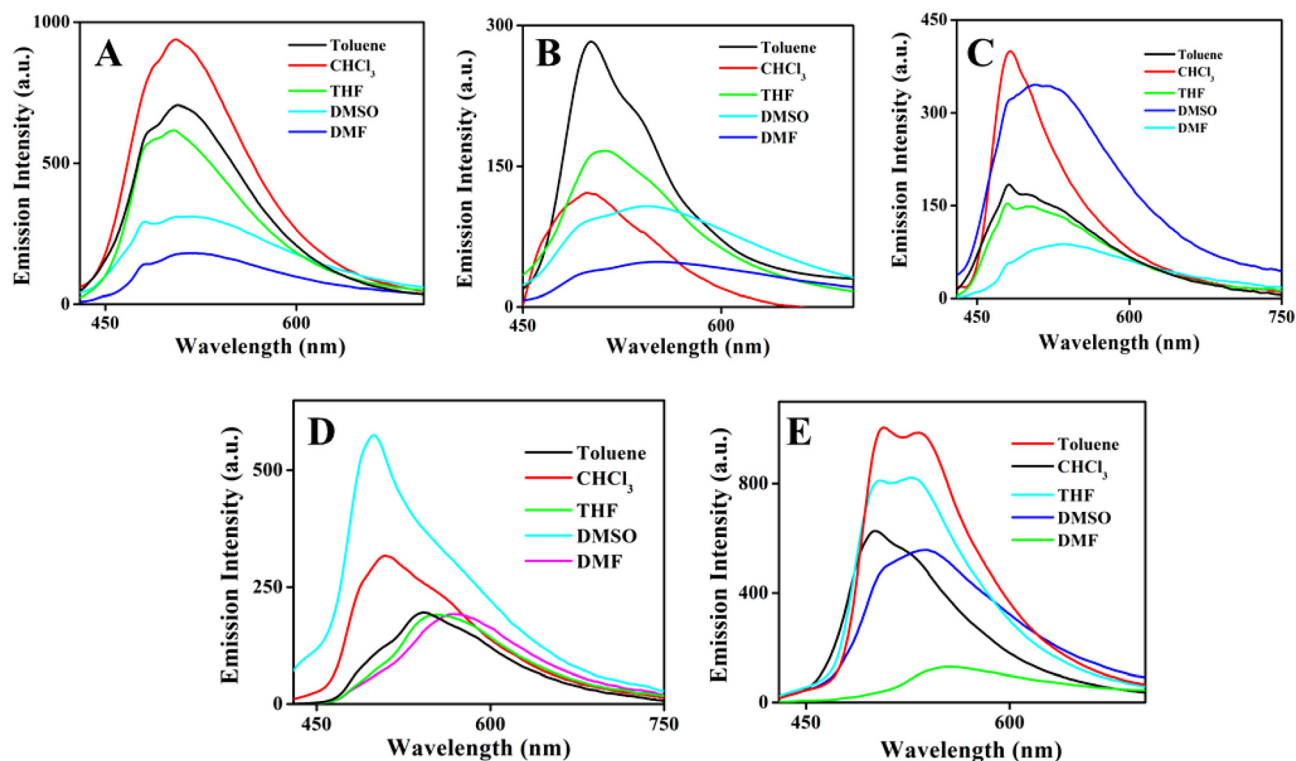 A
Emission Intensity (a.u.)
1000
500
0
450
600
Wavelength (nm)
Toluene
CHCl₃
THF
DMSO
DMF
B
Emission Intensity (a.u.)
300
150
0
450
600
Wavelength (nm)
Toluene
CHCl₃
THF
DMSO
DMF
C
Emission Intensity (a.u.)
450
300
150
0
450
600
750
Wavelength (nm)
Toluene
CHCl₃
THF
DMSO
DMF
D
Emission Intensity (a.u.)
500
250
0
450
600
750
Wavelength (nm)
Toluene
CHCl₃
THF
DMSO
DMF
E
Emission Intensity (a.u.)
800
400
0
450
600
Wavelength (nm)
Toluene
CHCl₃
THF
DMSO
DMF